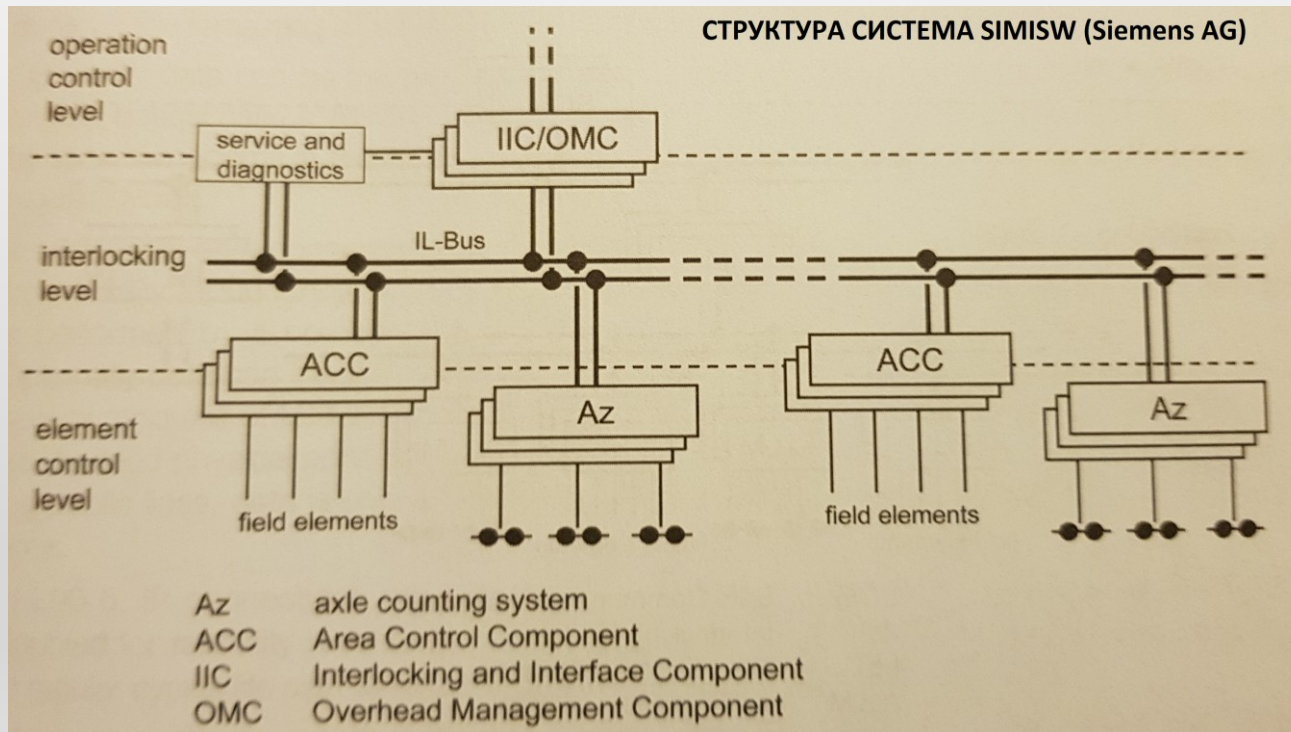 СТРУКТУРА СИСТЕМА SIMISW (Siemens AG)
operation
control
level
service and
diagnostics
IIC/OMC
IL-Bus
interlocking
level
ACC
Az
ACC
Az
element
control
level
field elements
field elements
Az axle counting system
ACC Area Control Component
IIC Interlocking and Interface Component
OMC Overhead Management Component